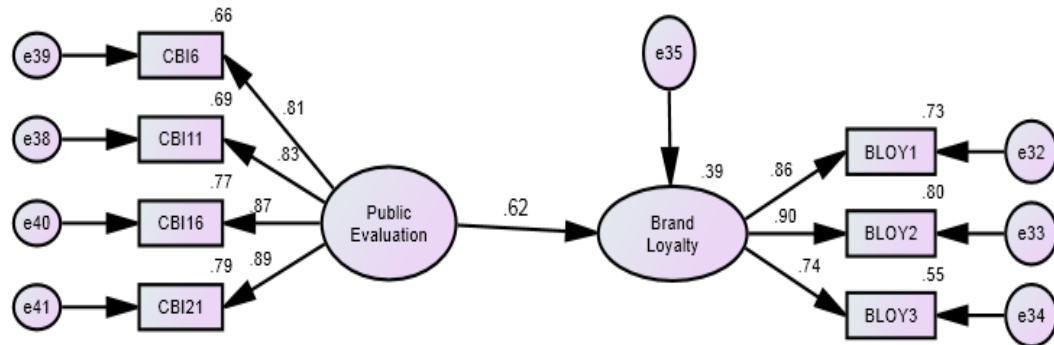 .66
e39
CBI6
.81
.69
e38
CBI11
.83
.77
e40
CBI16
.87
.79
e41
CBI21
.89
Public
Evaluation
.62
e35
.39
Brand
Loyalty
.73
.86
BLOY1
e32
.80
.90
BLOY2
e33
.74
.55
BLOY3
e34